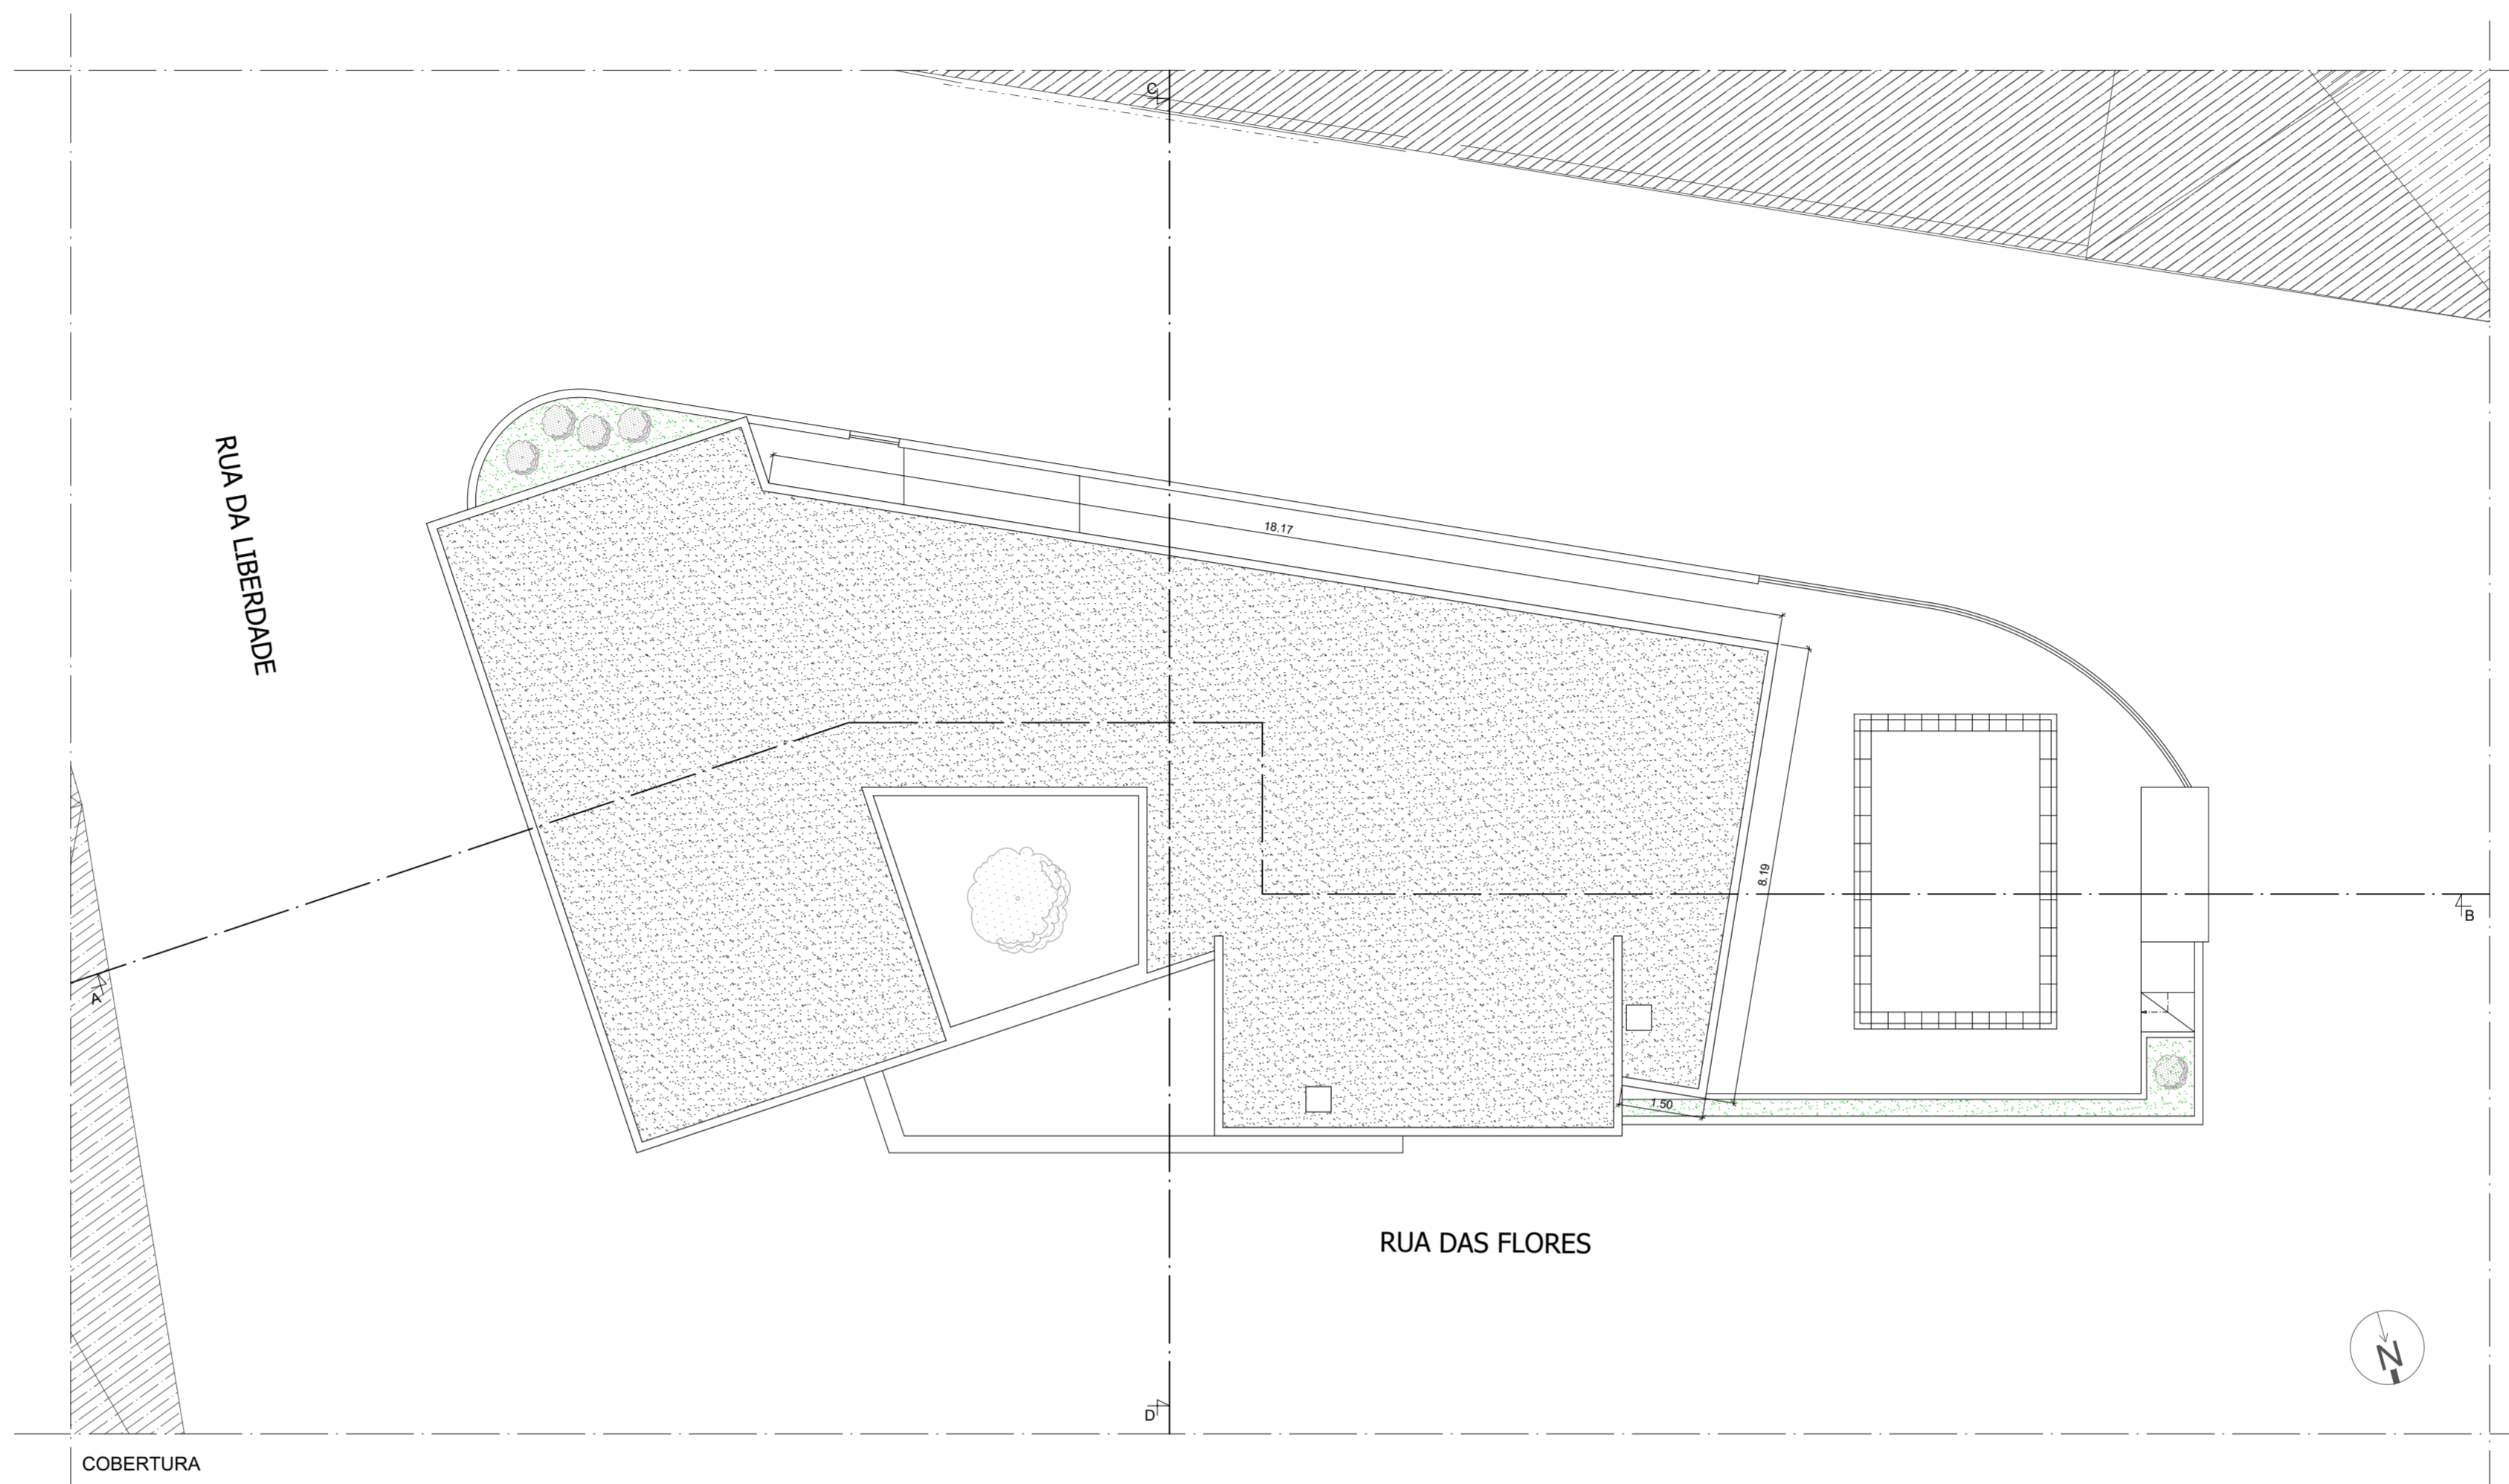 C
RUA DA LIBERDADE
18.17
8.19
B
A
1.50
RUA DAS FLORES
N
D
COBERTURA